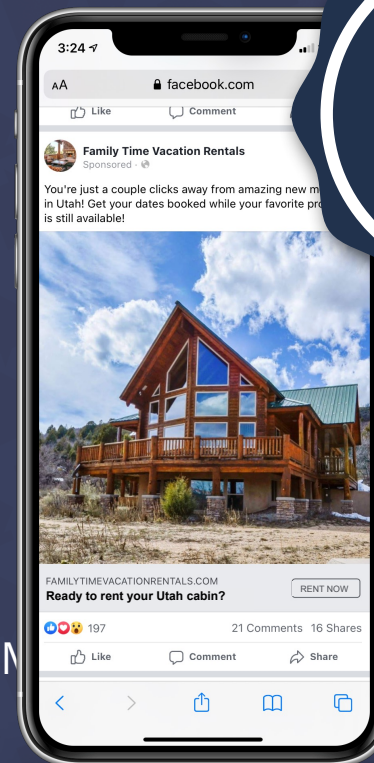 3:24
AA facebook.com
Like Comment
Family Time Vacation Rentals
Sponsored ·
You're just a couple clicks away from amazing new
in Utah! Get your dates booked while your favorite
is still available!
FAMILYTIMEVACATIONRENTALS.COM
Ready to rent your Utah cabin?
RENT NOW
197 21 Comments 16 Shares
Like Comment Share